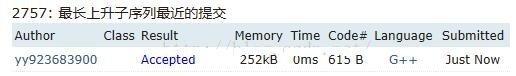 2757: 最长上升子序列最近的提交
Author Class Result Memory Time Code# Language Submitted
yy923683900 Accepted 252kB 0ms 615 B G++ Just Now